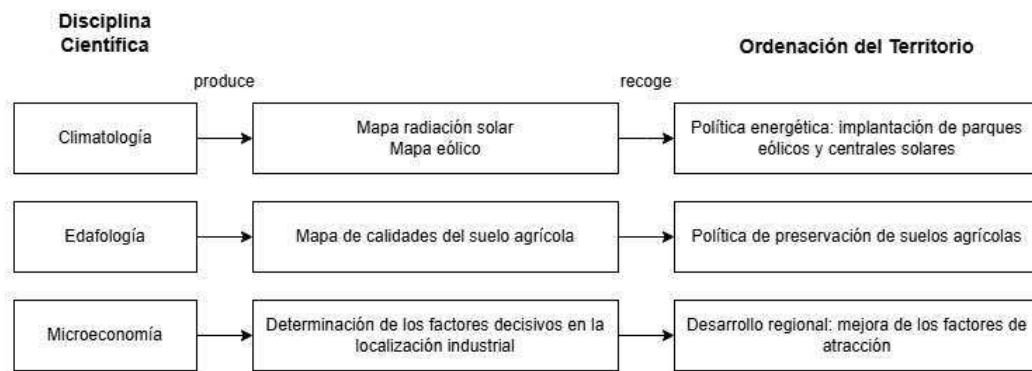 Disciplina
Científica
Ordenación del Territorio
produce
recoge
Climatología
Mapa radiación solar
Mapa eólico
Política energética: implantación de parques
eólicos y centrales solares
Edafología
Mapa de calidades del suelo agrícola
Política de preservación de suelos agrícolas
Microeconomía
Determinación de los factores decisivos en la
localización industrial
Desarrollo regional: mejora de los factores de
atracción